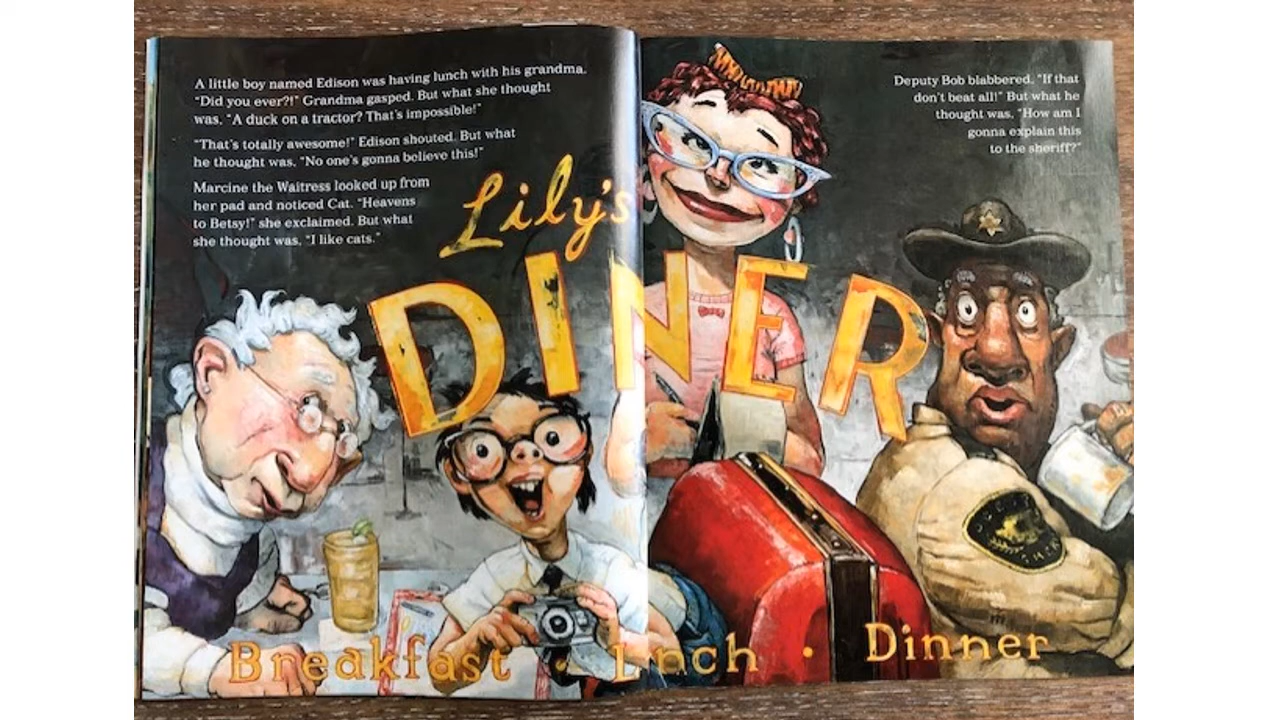 A little boy named Edison was having lunch with his grandma.
"Did you ever?!" Grandma gasped. But what she thought
was, "A duck on a tractor? That's impossible!"
"That's totally awesome!" Edison shouted. But what
he thought was, "No one's gonna believe this!"
Marcine the Waitress looked up from
her pad and noticed Cat. "Heavens
to Betsy!" she exclaimed. But what
she thought was, "I like cats."
Deputy Bob blabbered, "If that
don't beat all!" But what he
thought was, "How am I
gonna explain this
to the sheriff?"
Lily's
DINER
Breakfast · Lunch · Dinner